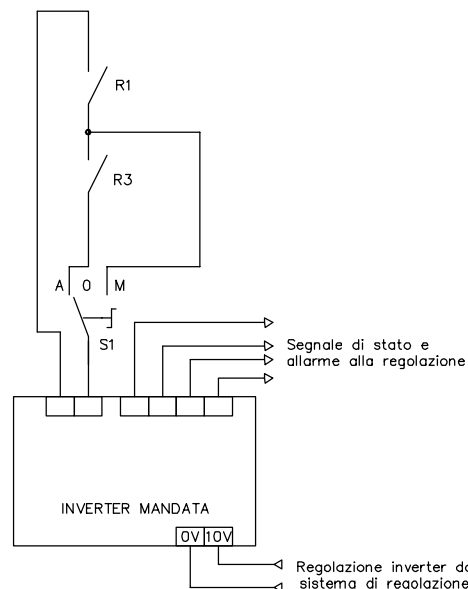 R1
R3
A O M
S1
Segnale di stato e
allarme alla regolazione
INVERTER MANDATA
0V 10V
Regolazione inverter da
sistema di regolazione